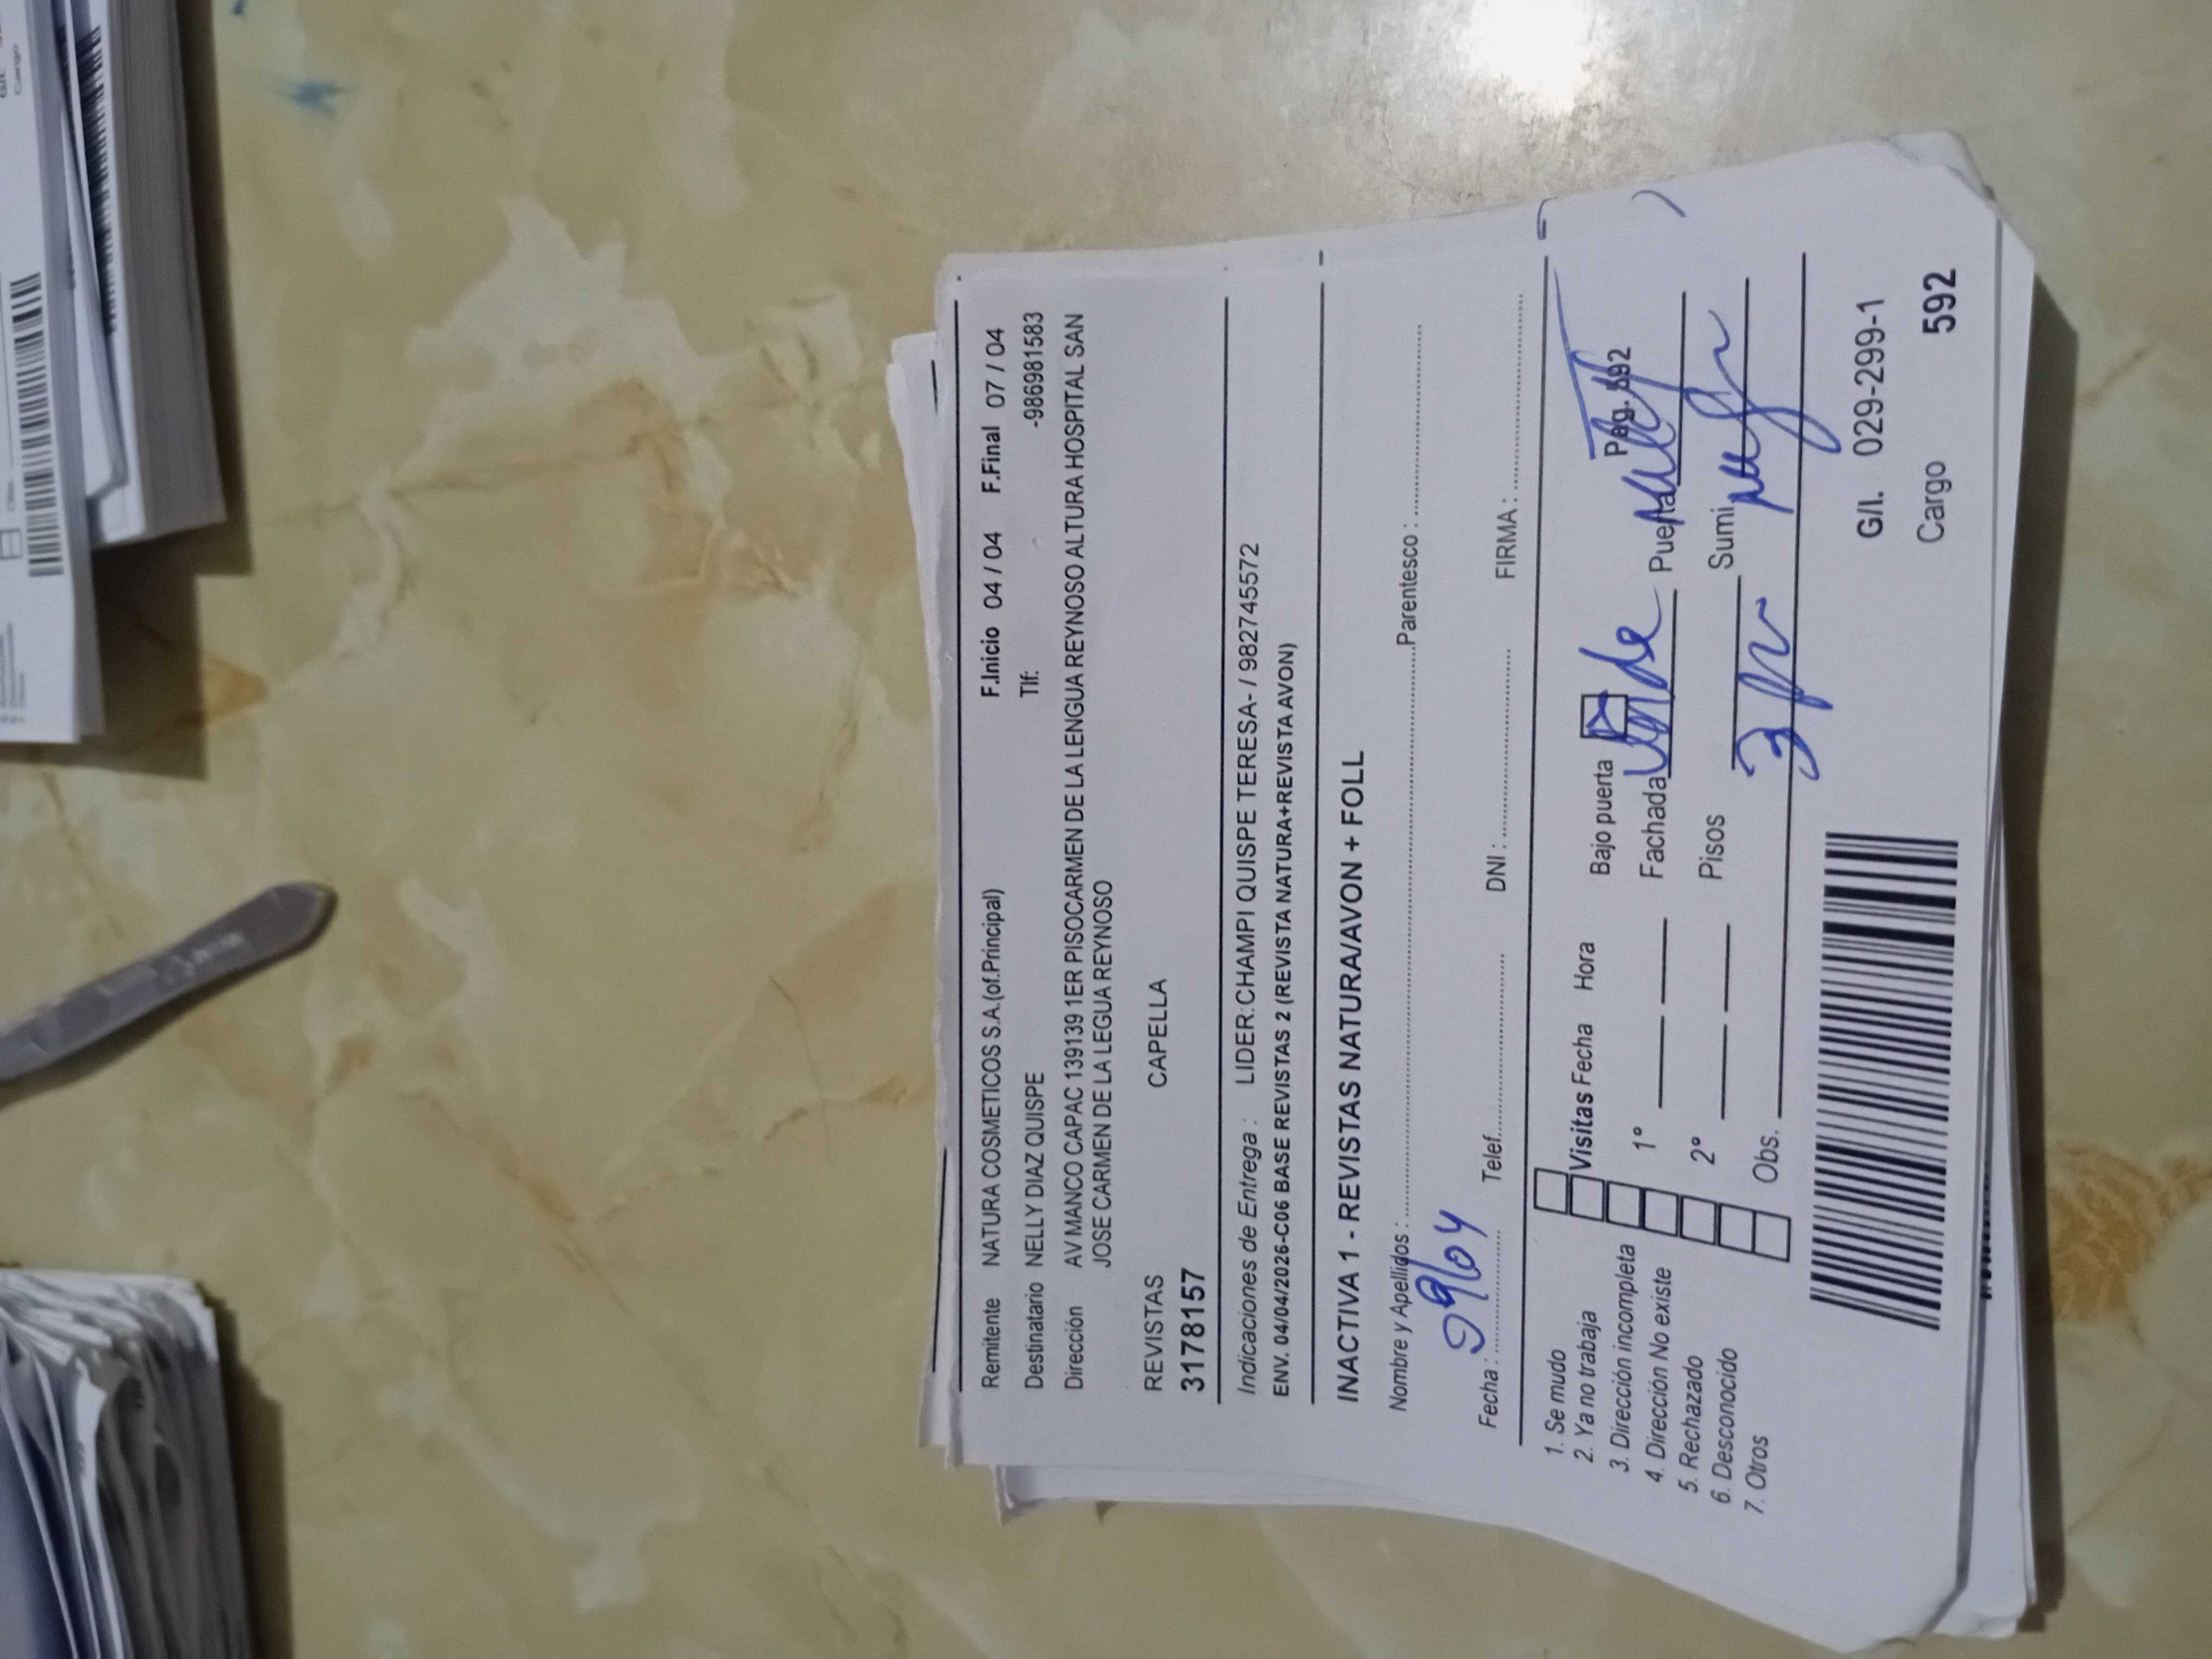 Remitente NATURA COSMETICOS S.A.(of.Principal) F.Inicio 04 / 04 F.Final 07 / 04
Destinatario NELLY DIAZ QUISPE Tlf: -986981583
Dirección AV MANCO CAPAC 139139 1ER PISOCARMEN DE LA LENGUA REYNOSO ALTURA HOSPITAL SAN
JOSE CARMEN DE LA LEGUA REYNOSO
REVISTAS CAPELLA
3178157
Indicaciones de Entrega : LIDER:CHAMPI QUISPE TERESA- / 982745572
ENV. 04/04/2026-C06 BASE REVISTAS 2 (REVISTA NATURA+REVISTA AVON)
INACTIVA 1 - REVISTAS NATURA/AVON + FOLL
Nombre y Apellidos : Parentesco :
Fecha : Telef. DNI : FIRMA :
1. Se mudo
2. Ya no trabaja
3. Dirección incompleta
4. Dirección No existe
5. Rechazado
6. Desconocido
7. Otros
Visitas Fecha Hora
1°
2°
Obs.
Bajo puerta Pag. 592
Fachada Verde Puerta
Pisos 3 Sumi
G/I. 029-299-1
Cargo 592